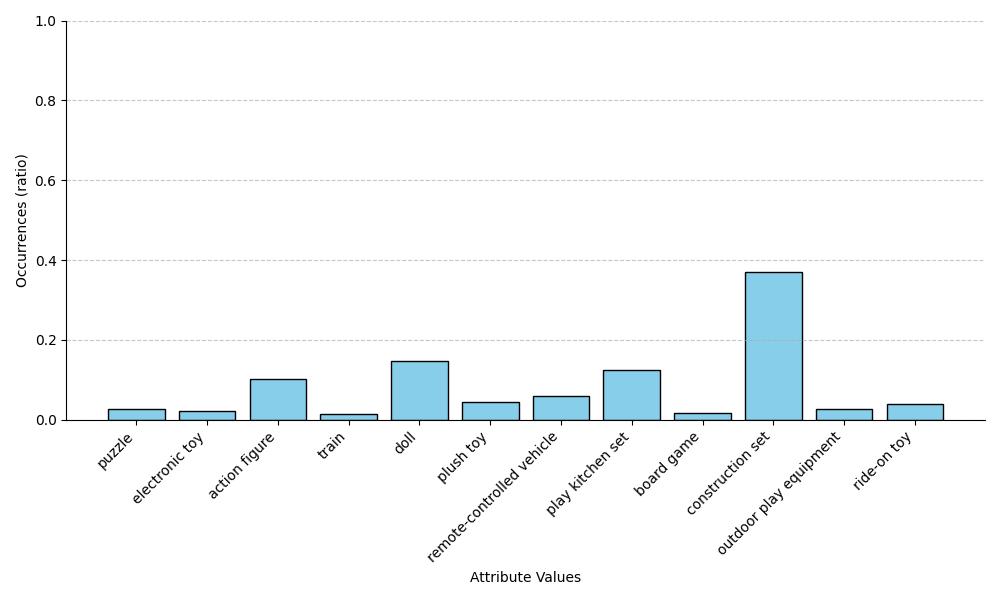 1.0
0.8
0.6
0.4
0.2
0.0
Occurrences (ratio)
puzzle
electronic toy
action figure
train
doll
plush toy
remote-controlled vehicle
play kitchen set
board game
construction set
outdoor play equipment
ride-on toy
Attribute Values